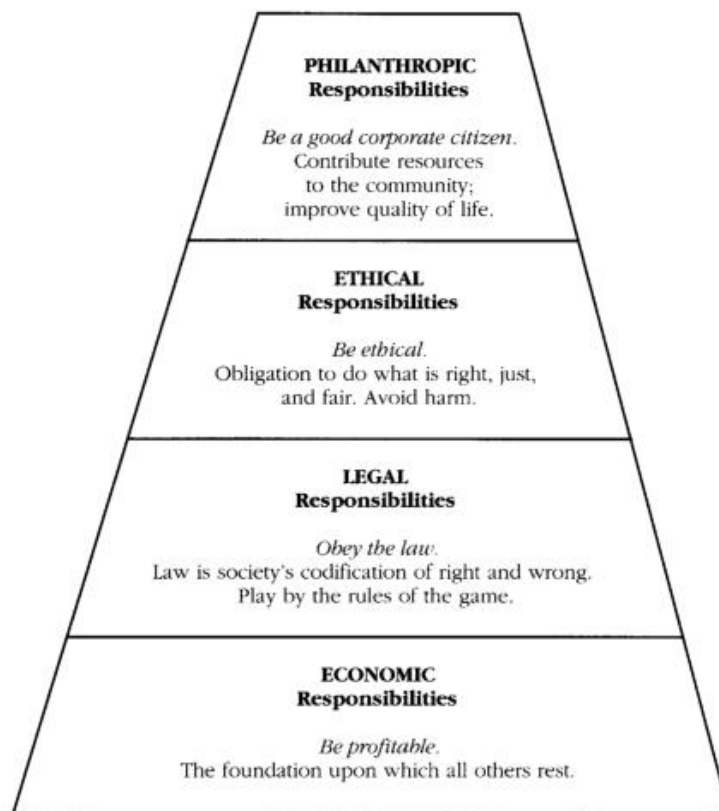 PHILANTHROPIC
Responsibilities
Be a good corporate citizen.
Contribute resources
to the community;
improve quality of life.
ETHICAL
Responsibilities
Be ethical.
Obligation to do what is right, just,
and fair. Avoid harm.
LEGAL
Responsibilities
Obey the law.
Law is society's codification of right and wrong.
Play by the rules of the game.
ECONOMIC
Responsibilities
Be profitable.
The foundation upon which all others rest.